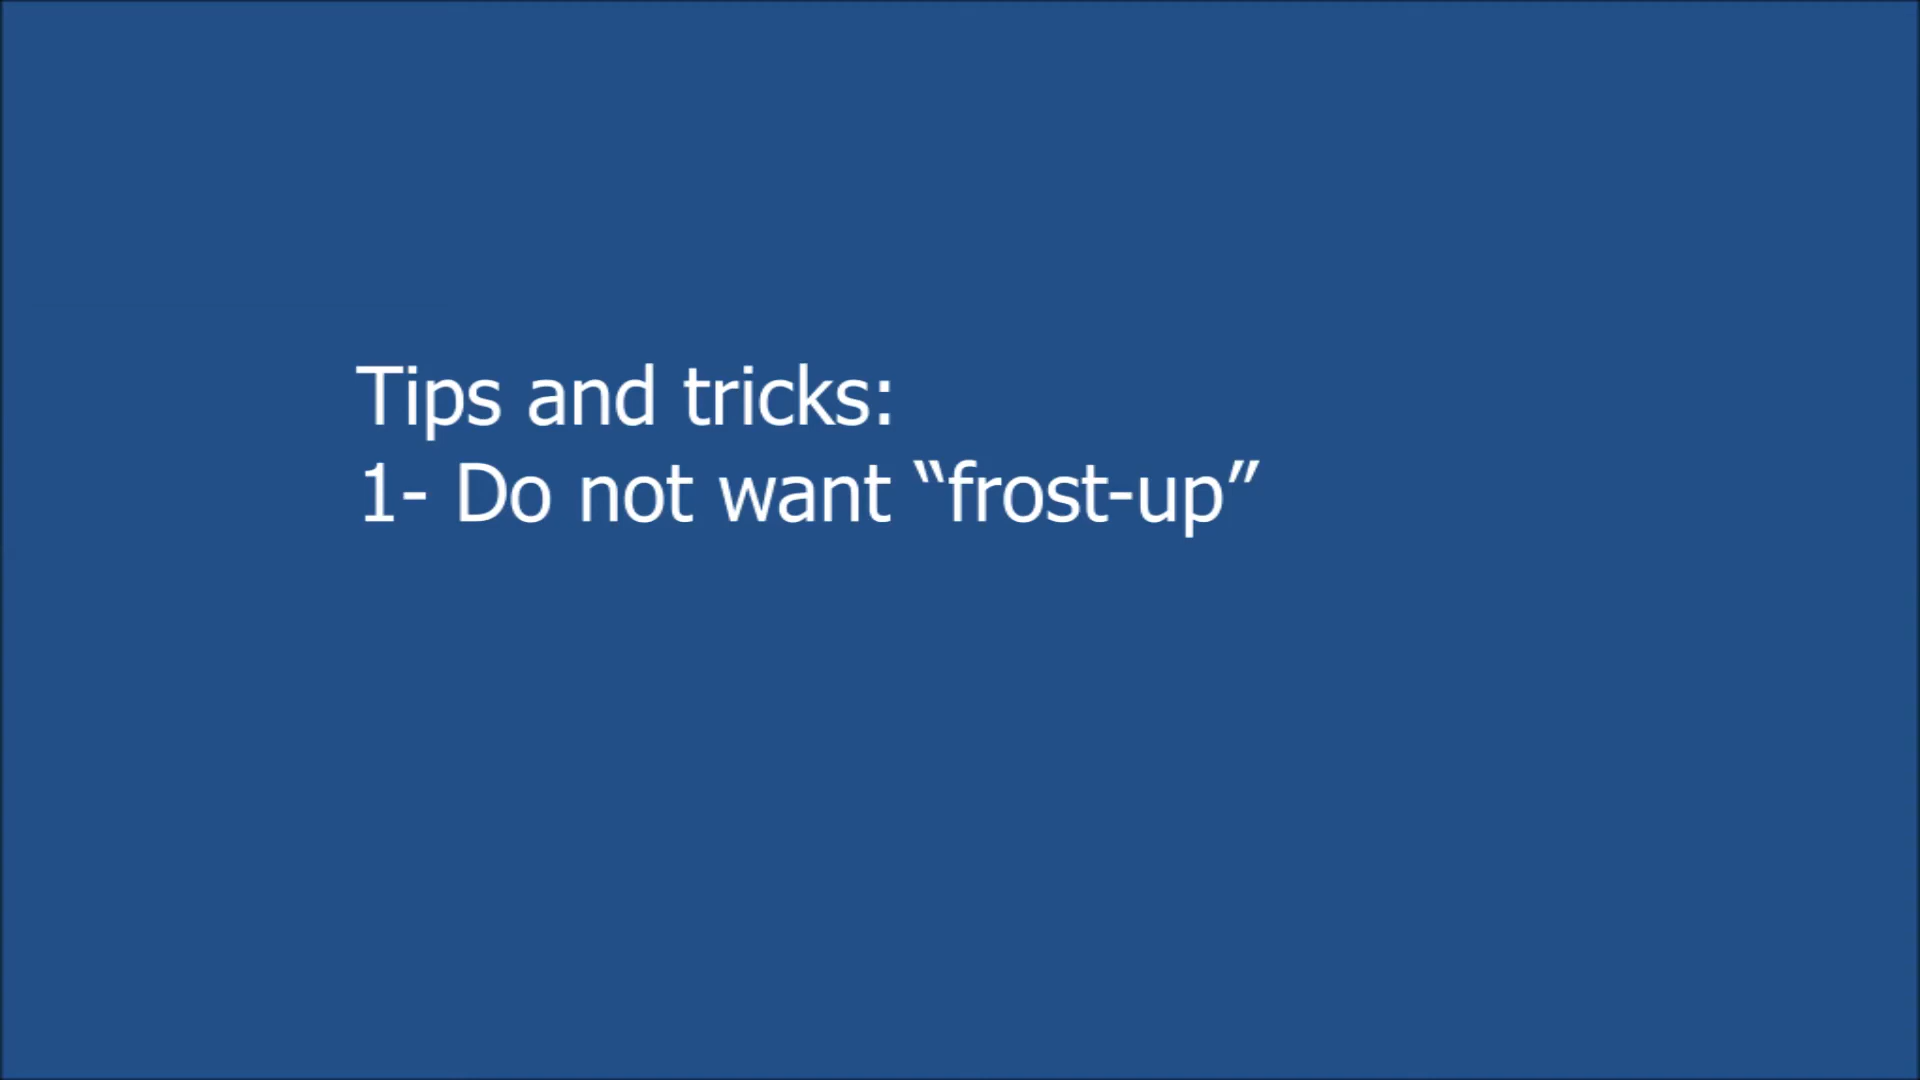 Tips and tricks:
1- Do not want “frost-up”